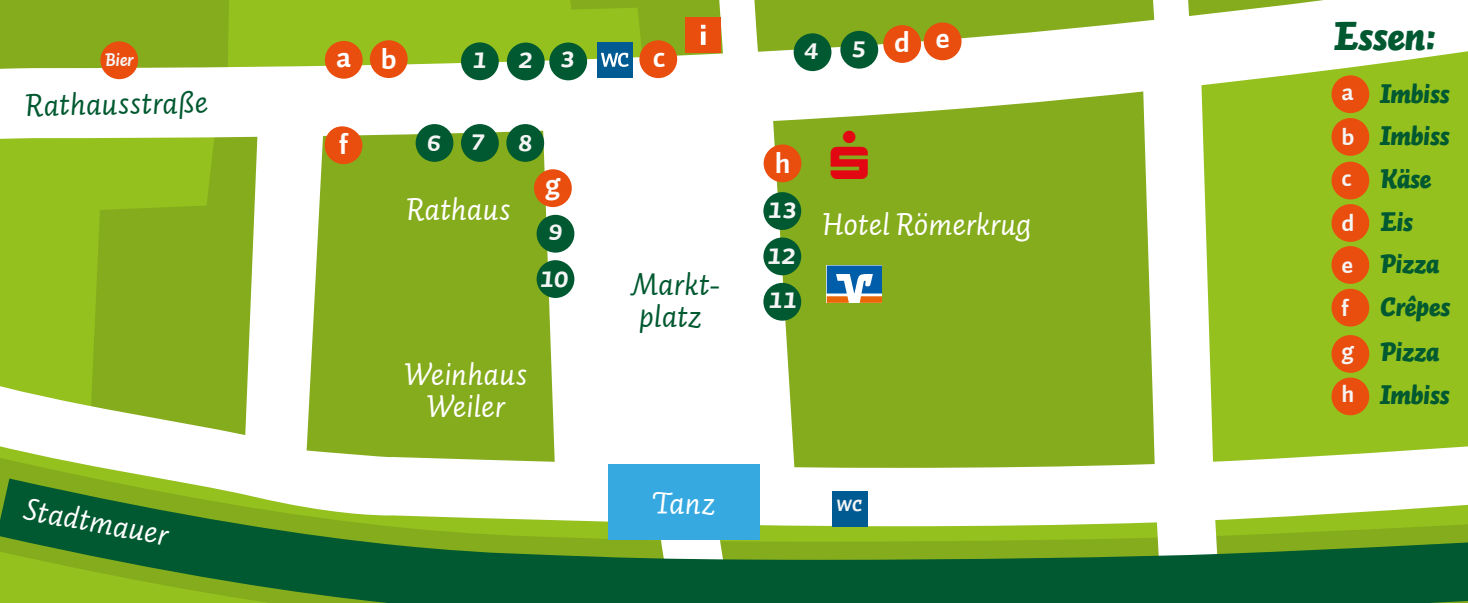 Bier
a
b
1
2
3
WC
c
i
4
5
d
e
Rathausstraße
f
6
7
8
g
9
10
Rathaus
Markt-
platz
h
13
12
11
Hotel Römerkrug
Weinhaus
Weiler
Tanz
WC
Stadtmauer
Essen:
a Imbiss
b Imbiss
c Käse
d Eis
e Pizza
f Crêpes
g Pizza
h Imbiss